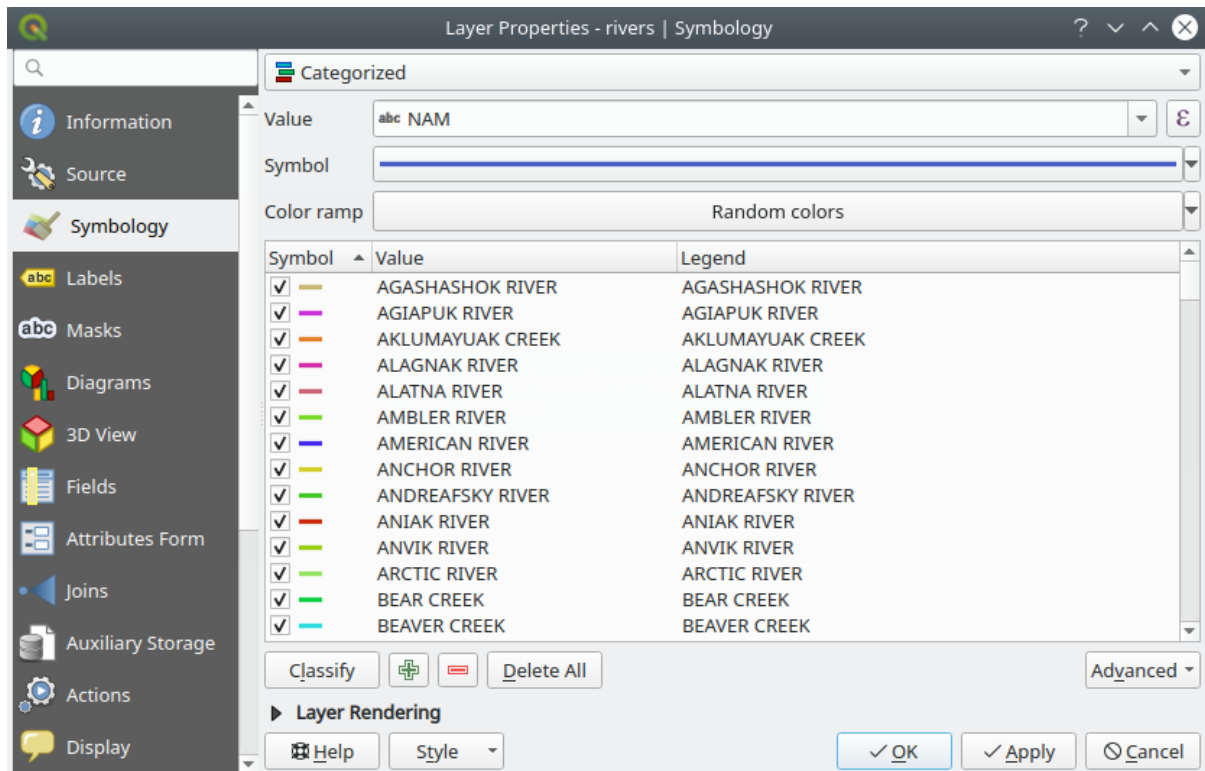 Layer Properties - rivers | Symbology
Categorized
Information
Value abc NAM ε
Source
Symbol
Symbology
Color ramp Random colors
Symbol Value Legend
abc Labels
AGASHASHOK RIVER AGASHASHOK RIVER
AGIAPUK RIVER AGIAPUK RIVER
abc Masks
AKLUMAYUAK CREEK AKLUMAYUAK CREEK
ALAGNAK RIVER ALAGNAK RIVER
Diagrams
ALATNA RIVER ALATNA RIVER
AMBLER RIVER AMBLER RIVER
3D View
AMERICAN RIVER AMERICAN RIVER
ANCHOR RIVER ANCHOR RIVER
Fields
ANDREAFSKY RIVER ANDREAFSKY RIVER
ANIAK RIVER ANIAK RIVER
Attributes Form
ANVIK RIVER ANVIK RIVER
ARCTIC RIVER ARCTIC RIVER
Joins
BEAR CREEK BEAR CREEK
BEAVER CREEK BEAVER CREEK
Auxiliary Storage
Classify Delete All Advanced
Actions
Layer Rendering
Display
Help Style OK Apply Cancel